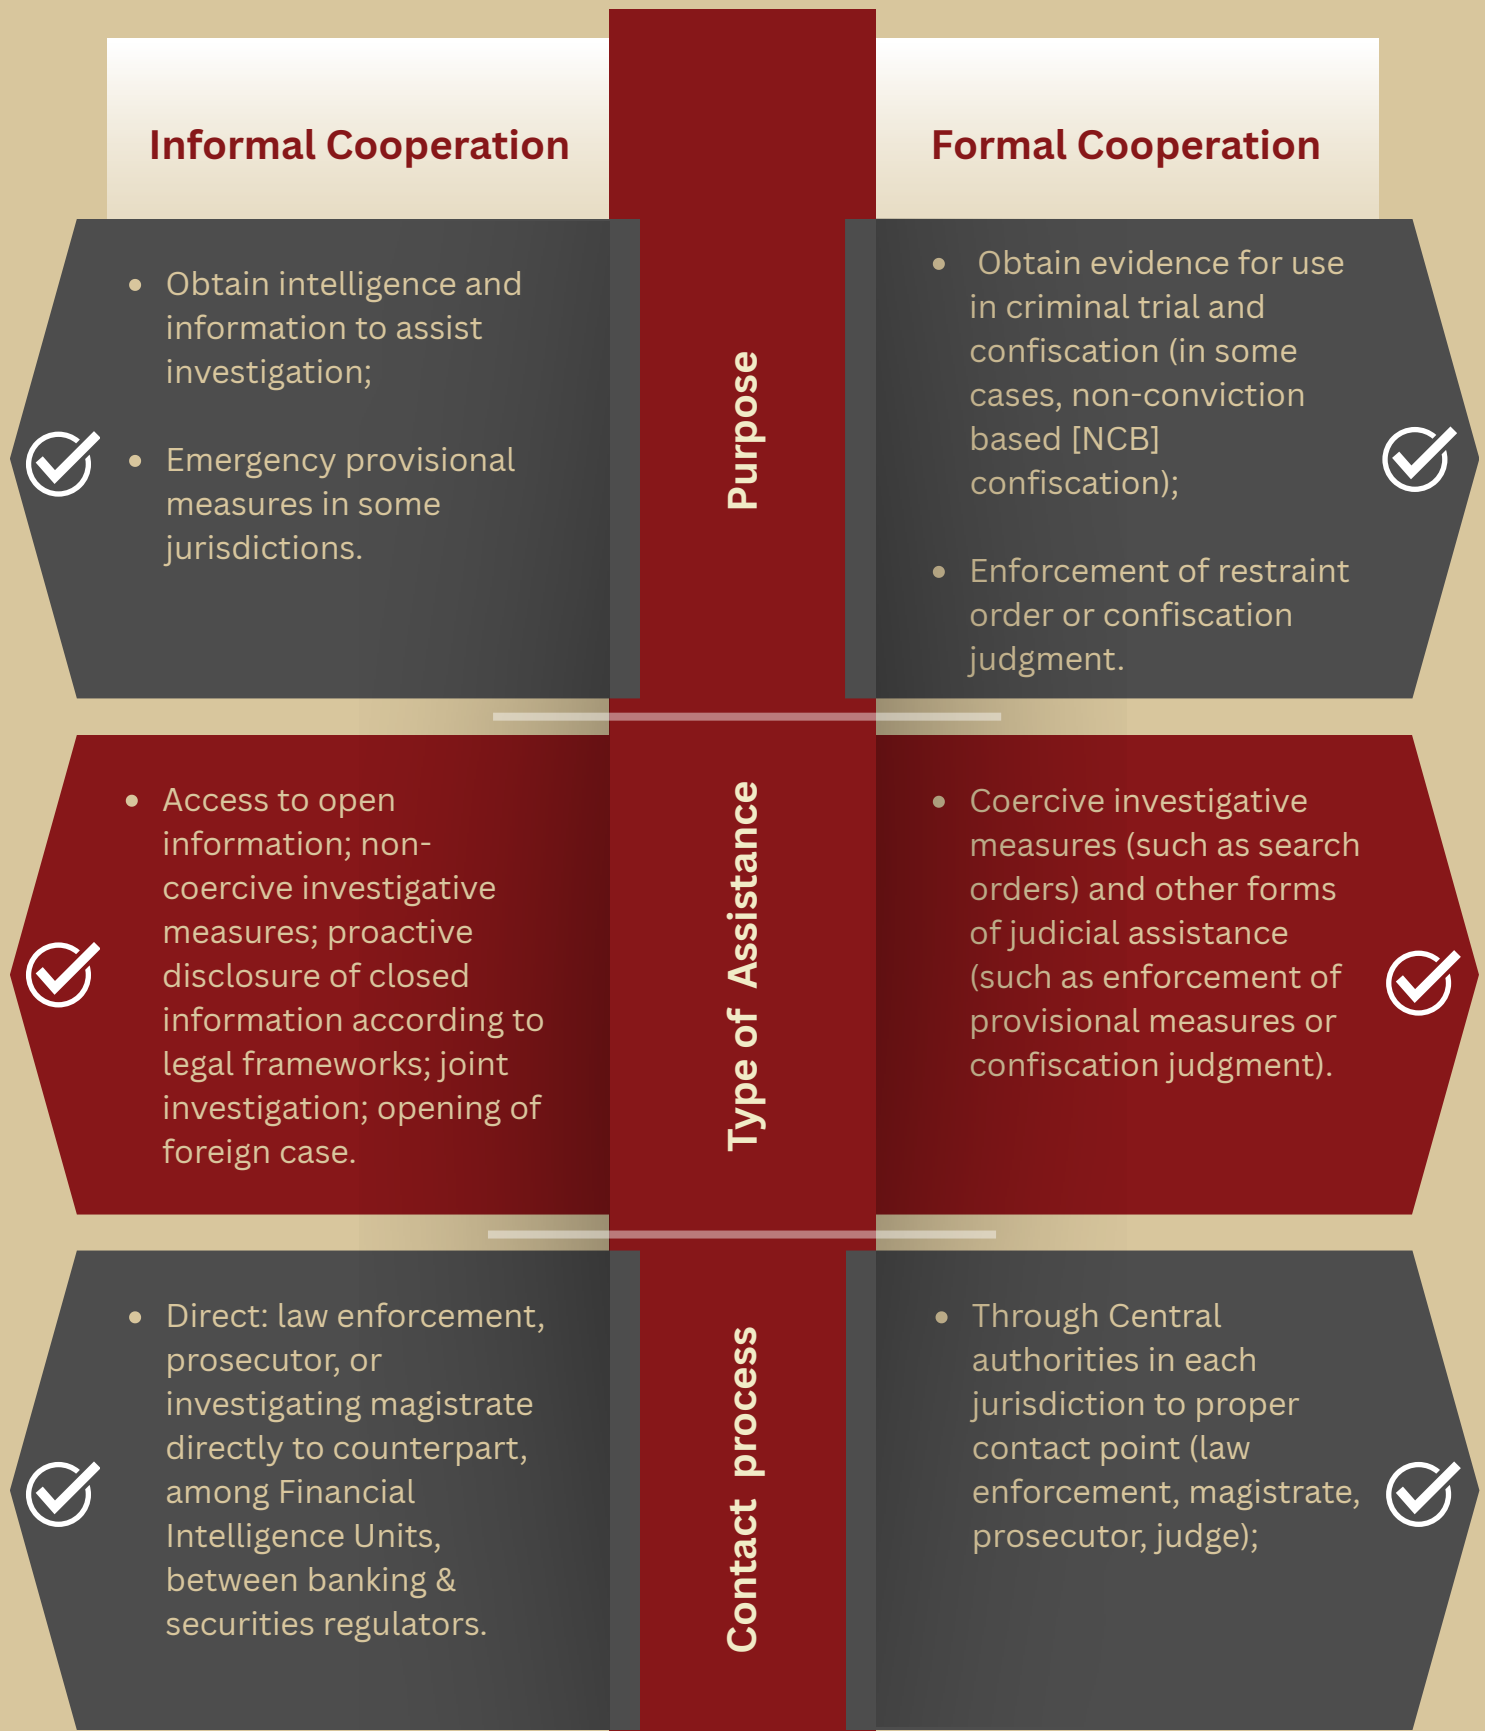 Informal Cooperation
Formal Cooperation
Purpose
• Obtain intelligence and
information to assist
investigation;
• Emergency provisional
measures in some
jurisdictions.
• Obtain evidence for use
in criminal trial and
confiscation (in some
cases, non-conviction
based [NCB]
confiscation);
• Enforcement of restraint
order or confiscation
judgment.
Type of Assistance
• Access to open
information; non-
coercive investigative
measures; proactive
disclosure of closed
information according to
legal frameworks; joint
investigation; opening of
foreign case.
• Coercive investigative
measures (such as search
orders) and other forms
of judicial assistance
(such as enforcement of
provisional measures or
confiscation judgment).
Contact process
• Direct: law enforcement,
prosecutor, or
investigating magistrate
directly to counterpart,
among Financial
Intelligence Units,
between banking &
securities regulators.
• Through Central
authorities in each
jurisdiction to proper
contact point (law
enforcement, magistrate,
prosecutor, judge);